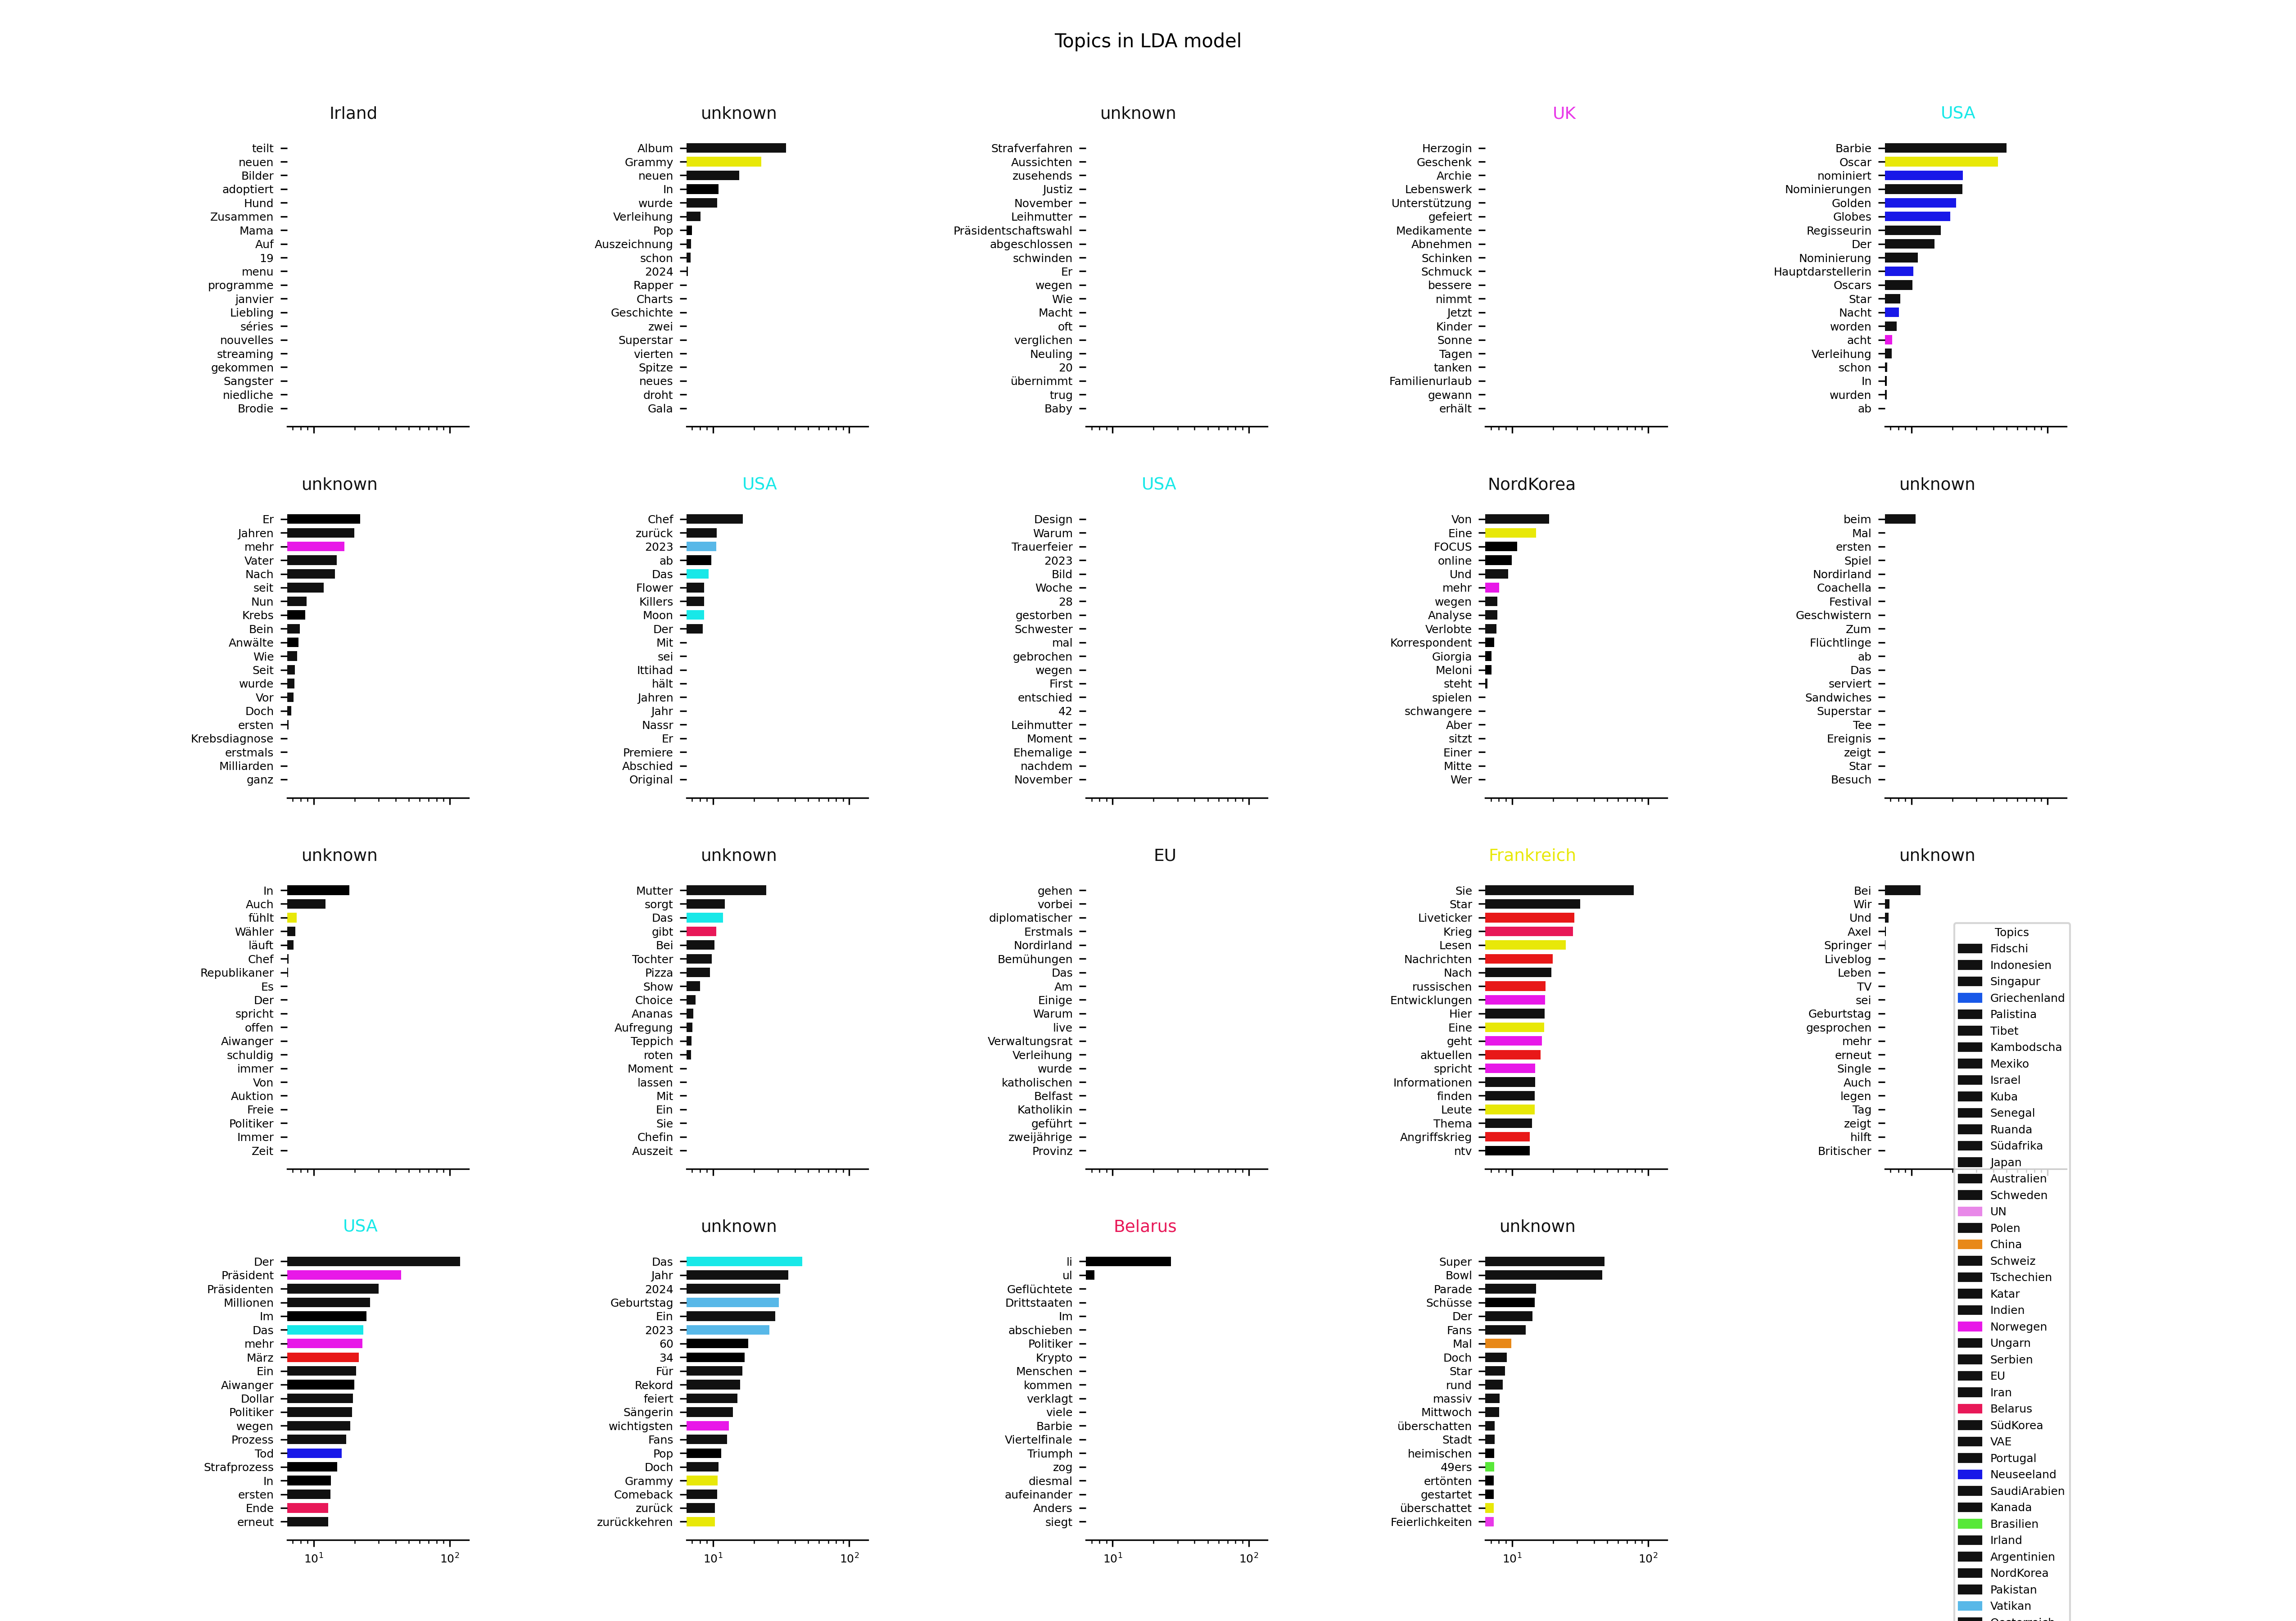 Topics in LDA model
Irland
teilt
neuen
Bilder
adoptiert
Hund
Zusammen
Mama
Auf
19
menu
programme
janvier
Liebling
séries
nouvelles
streaming
gekommen
Sangster
niedliche
Brodie
unknown
Album
Grammy
neuen
In
wurde
Verleihung
Pop
Auszeichnung
schon
2024
Rapper
Charts
Geschichte
zwei
Superstar
vierten
Spitze
neues
droht
Gala
unknown
Strafverfahren
Aussichten
zusehends
Justiz
November
Leihmutter
Präsidentschaftswahl
abgeschlossen
schwinden
Er
wegen
Wie
Macht
oft
verglichen
Neuling
20
übernimmt
trug
Baby
UK
Herzogin
Geschenk
Archie
Lebenswerk
Unterstützung
gefeiert
Medikamente
Abnehmen
Schinken
Schmuck
bessere
nimmt
Jetzt
Kinder
Sonne
Tagen
tanken
Familienurlaub
gewann
erhält
USA
Barbie
Oscar
nominiert
Nominierungen
Golden
Globes
Regisseurin
Der
Nominierung
Hauptdarstellerin
Oscars
Star
Nacht
worden
acht
Verleihung
schon
In
wurden
ab
unknown
Er
Jahren
mehr
Vater
Nach
seit
Nun
Krebs
Bein
Anwälte
Wie
Seit
wurde
Vor
Doch
ersten
Krebsdiagnose
erstmals
Milliarden
ganz
USA
Chef
zurück
2023
ab
Das
Flower
Killers
Moon
Der
Mit
sei
Ittihad
hält
Jahren
Jahr
Nassr
Er
Premiere
Abschied
Original
USA
Design
Warum
Trauerfeier
2023
Bild
Woche
28
gestorben
Schwester
mal
gebrochen
wegen
First
entschied
42
Leihmutter
Moment
Ehemalige
nachdem
November
NordKorea
Von
Eine
FOCUS
online
Und
mehr
wegen
Analyse
Verlobte
Korrespondent
Giorgia
Meloni
steht
spielen
schwangere
Aber
sitzt
Einer
Mitte
Wer
unknown
beim
Mal
ersten
Spiel
Nordirland
Coachella
Festival
Geschwistern
Zum
Flüchtlinge
ab
Das
serviert
Sandwiches
Superstar
Tee
Ereignis
zeigt
Star
Besuch
unknown
In
Auch
fühlt
Wähler
läuft
Chef
Republikaner
Es
Der
spricht
offen
Aiwanger
schuldig
immer
Von
Auktion
Freie
Politiker
Immer
Zeit
unknown
Mutter
sorgt
Das
gibt
Bei
Tochter
Pizza
Show
Choice
Ananas
Aufregung
Teppich
roten
Moment
lassen
Mit
Ein
Sie
Chefin
Auszeit
EU
gehen
vorbei
diplomatischer
Erstmals
Nordirland
Bemühungen
Das
Am
Einige
Warum
live
Verwaltungsrat
Verleihung
wurde
katholischen
Belfast
Katholikin
geführt
zweijährige
Provinz
Frankreich
Sie
Star
Liveticker
Krieg
Lesen
Nachrichten
Nach
russischen
Entwicklungen
Hier
Eine
geht
aktuellen
spricht
Informationen
finden
Leute
Thema
Angriffskrieg
ntv
unknown
Bei
Wir
Und
Axel
Springer
Liveblog
Leben
TV
sei
Geburtstag
gesprochen
mehr
erneut
Single
Auch
legen
Tag
zeigt
hilft
Britischer
USA
Der
Präsident
Präsidenten
Millionen
Im
Das
mehr
März
Ein
Aiwanger
Dollar
Politiker
wegen
Prozess
Tod
Strafprozess
In
ersten
Ende
erneut
10¹ 10²
unknown
Das
Jahr
2024
Geburtstag
Ein
2023
60
34
Für
Rekord
feiert
Sängerin
wichtigsten
Fans
Pop
Doch
Grammy
Comeback
zurück
zurückkehren
10¹ 10²
Belarus
li
ul
Geflüchtete
Drittstaaten
Im
abschieben
Politiker
Krypto
Menschen
kommen
verklagt
viele
Barbie
Viertelfinale
Triumph
zog
diesmal
aufeinander
Anders
siegt
10¹ 10²
unknown
Super
Bowl
Parade
Schüsse
Der
Fans
Mal
Doch
Star
rund
massiv
Mittwoch
überschatten
Stadt
heimischen
49ers
ertönten
gestartet
überschattet
Feierlichkeiten
10¹ 10²
Topics
Fidschi
Indonesien
Singapur
Griechenland
Palistina
Tibet
Kambodscha
Mexiko
Israel
Kuba
Senegal
Ruanda
Südafrika
Japan
Australien
Schweden
UN
Polen
China
Schweiz
Tschechien
Katar
Indien
Norwegen
Ungarn
Serbien
EU
Iran
Belarus
SüdKorea
VAE
Portugal
Neuseeland
SaudiArabien
Kanada
Brasilien
Irland
Argentinien
NordKorea
Pakistan
Vatikan